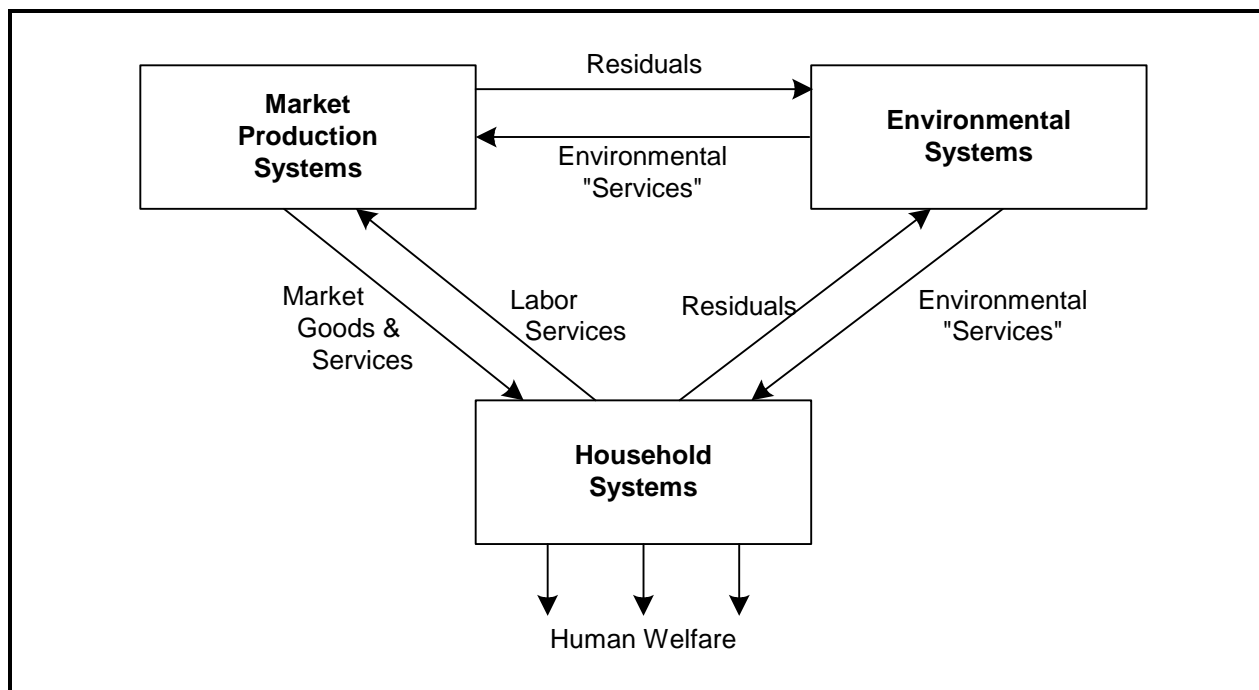 Residuals
Market
Production
Systems
Environmental
Systems
Environmental
"Services"
Market
Goods &
Services
Labor
Services
Residuals
Environmental
"Services"
Household
Systems
Human Welfare